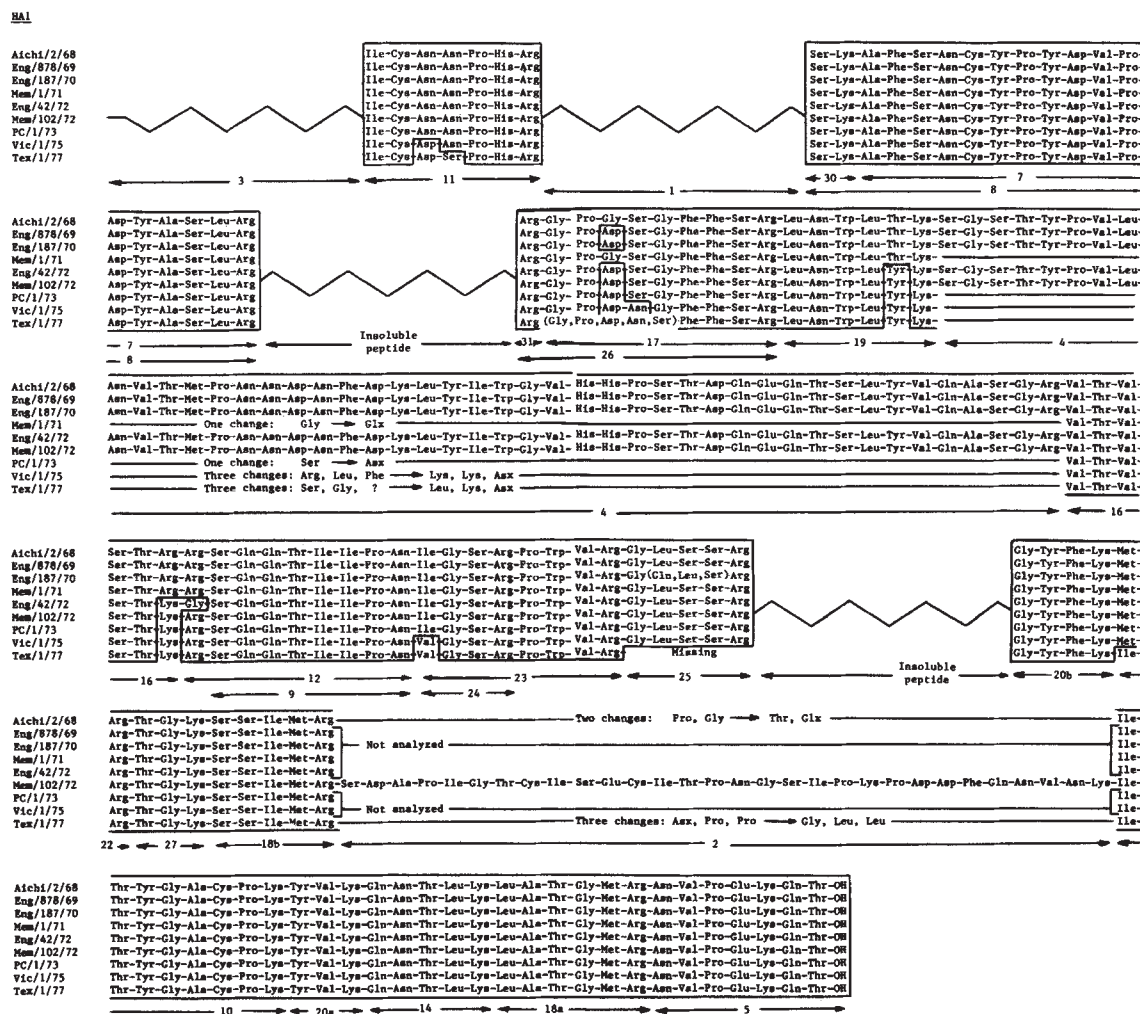 HA1
Aichi/2/68 Ile-Cys-Asn-Asn-Pro-His-Arg Ser-Lys-Ala-Phe-Ser-Asn-Cys-Tyr-Pro-Tyr-Asp-Val-Pro-
Eng/878/69 Ile-Cys-Asn-Asn-Pro-His-Arg Ser-Lys-Ala-Phe-Ser-Asn-Cys-Tyr-Pro-Tyr-Asp-Val-Pro-
Eng/187/70 Ile-Cys-Asn-Asn-Pro-His-Arg Ser-Lys-Ala-Phe-Ser-Asn-Cys-Tyr-Pro-Tyr-Asp-Val-Pro-
Mem/1/71 Ile-Cys-Asn-Asn-Pro-His-Arg Ser-Lys-Ala-Phe-Ser-Asn-Cys-Tyr-Pro-Tyr-Asp-Val-Pro-
Eng/42/72 Ile-Cys-Asn-Asn-Pro-His-Arg Ser-Lys-Ala-Phe-Ser-Asn-Cys-Tyr-Pro-Tyr-Asp-Val-Pro-
Mem/102/72 Ile-Cys-Asn-Asn-Pro-His-Arg Ser-Lys-Ala-Phe-Ser-Asn-Cys-Tyr-Pro-Tyr-Asp-Val-Pro-
PC/1/73 Ile-Cys-Asn-Asn-Pro-His-Arg Ser-Lys-Ala-Phe-Ser-Asn-Cys-Tyr-Pro-Tyr-Asp-Val-Pro-
Vic/1/75 Ile-Cys-Asp-Asn-Pro-His-Arg Ser-Lys-Ala-Phe-Ser-Asn-Cys-Tyr-Pro-Tyr-Asp-Val-Pro-
Tex/1/77 Ile-Cys-Asp-Ser-Pro-His-Arg Ser-Lys-Ala-Phe-Ser-Asn-Cys-Tyr-Pro-Tyr-Asp-Val-Pro-
3 11 1 30 7
8
Aichi/2/68 Asp-Tyr-Ala-Ser-Leu-Arg Arg-Gly-Pro-Gly-Ser-Gly-Phe-Phe-Ser-Arg-Leu-Asn-Trp-Leu-Thr-Lys-Ser-Gly-Ser-Thr-Tyr-Pro-Val-Leu-
Eng/878/69 Asp-Tyr-Ala-Ser-Leu-Arg Arg-Gly-Pro-Asp-Ser-Gly-Phe-Phe-Ser-Arg-Leu-Asn-Trp-Leu-Thr-Lys-Ser-Gly-Ser-Thr-Tyr-Pro-Val-Leu-
Eng/187/70 Asp-Tyr-Ala-Ser-Leu-Arg Arg-Gly-Pro-Asp-Ser-Gly-Phe-Phe-Ser-Arg-Leu-Asn-Trp-Leu-Thr-Lys-Ser-Gly-Ser-Thr-Tyr-Pro-Val-Leu-
Mem/1/71 Asp-Tyr-Ala-Ser-Leu-Arg Arg-Gly-Pro-Gly-Ser-Gly-Phe-Phe-Ser-Arg-Leu-Asn-Trp-Leu-Thr-Lys-
Eng/42/72 Asp-Tyr-Ala-Ser-Leu-Arg Arg-Gly-Pro-Asp-Ser-Gly-Phe-Phe-Ser-Arg-Leu-Asn-Trp-Leu-Tyr-Lys-Ser-Gly-Ser-Thr-Tyr-Pro-Val-Leu-
Mem/102/72 Asp-Tyr-Ala-Ser-Leu-Arg Arg-Gly-Pro-Asp-Ser-Gly-Phe-Phe-Ser-Arg-Leu-Asn-Trp-Leu-Tyr-Lys-Ser-Gly-Ser-Thr-Tyr-Pro-Val-Leu-
PC/1/73 Asp-Tyr-Ala-Ser-Leu-Arg Arg-Gly-Pro-Asp-Ser-Gly-Phe-Phe-Ser-Arg-Leu-Asn-Trp-Leu-Tyr-Lys-
Vic/1/75 Asp-Tyr-Ala-Ser-Leu-Arg Arg-Gly-Pro-Asp-Asn-Gly-Phe-Phe-Ser-Arg-Leu-Asn-Trp-Leu-Tyr-Lys-
Tex/1/77 Asp-Tyr-Ala-Ser-Leu-Arg Arg(Gly,Pro,Asp,Asn,Ser)Phe-Phe-Ser-Arg-Leu-Asn-Trp-Leu-Tyr-Lys-
7 Insoluble peptide 31 17 19 4
8 26
Aichi/2/68 Asn-Val-Thr-Met-Pro-Asn-Asn-Asp-Asn-Phe-Asp-Lys-Leu-Tyr-Ile-Trp-Gly-Val-His-His-Pro-Ser-Thr-Asp-Gln-Glu-Gln-Thr-Ser-Leu-Tyr-Val-Gln-Ala-Ser-Gly-Arg-Val-Thr-Val-
Eng/878/69 Asn-Val-Thr-Met-Pro-Asn-Asn-Asp-Asn-Phe-Asp-Lys-Leu-Tyr-Ile-Trp-Gly-Val-His-His-Pro-Ser-Thr-Asp-Gln-Glu-Gln-Thr-Ser-Leu-Tyr-Val-Gln-Ala-Ser-Gly-Arg-Val-Thr-Val-
Eng/187/70 Asn-Val-Thr-Met-Pro-Asn-Asn-Asp-Asn-Phe-Asp-Lys-Leu-Tyr-Ile-Trp-Gly-Val-His-His-Pro-Ser-Thr-Asp-Gln-Glu-Gln-Thr-Ser-Leu-Tyr-Val-Gln-Ala-Ser-Gly-Arg-Val-Thr-Val-
Mem/1/71 One change: Gly → Glx Val-Thr-Val-
Eng/42/72 Asn-Val-Thr-Met-Pro-Asn-Asn-Asp-Asn-Phe-Asp-Lys-Leu-Tyr-Ile-Trp-Gly-Val-His-His-Pro-Ser-Thr-Asp-Gln-Glu-Gln-Thr-Ser-Leu-Tyr-Val-Gln-Ala-Ser-Gly-Arg-Val-Thr-Val-
Mem/102/72 Asn-Val-Thr-Met-Pro-Asn-Asn-Asp-Asn-Phe-Asp-Lys-Leu-Tyr-Ile-Trp-Gly-Val-His-His-Pro-Ser-Thr-Asp-Gln-Glu-Gln-Thr-Ser-Leu-Tyr-Val-Gln-Ala-Ser-Gly-Arg-Val-Thr-Val-
PC/1/73 One change: Ser → Asx Val-Thr-Val-
Vic/1/75 Three changes: Arg, Leu, Phe → Lys, Lys, Asx Val-Thr-Val-
Tex/1/77 Three changes: Ser, Gly, ? → Leu, Lys, Asx Val-Thr-Val-
4 16
Aichi/2/68 Ser-Thr-Arg-Arg-Ser-Gln-Gln-Thr-Ile-Ile-Pro-Asn-Ile-Gly-Ser-Arg-Pro-Trp-Val-Arg-Gly-Leu-Ser-Ser-Arg Gly-Tyr-Phe-Lys-Met-
Eng/878/69 Ser-Thr-Arg-Arg-Ser-Gln-Gln-Thr-Ile-Ile-Pro-Asn-Ile-Gly-Ser-Arg-Pro-Trp-Val-Arg-Gly-Leu-Ser-Ser-Arg Gly-Tyr-Phe-Lys-Met-
Eng/187/70 Ser-Thr-Arg-Arg-Ser-Gln-Gln-Thr-Ile-Ile-Pro-Asn-Ile-Gly-Ser-Arg-Pro-Trp-Val-Arg-Gly(Gln,Leu,Ser)Arg Gly-Tyr-Phe-Lys-Met-
Mem/1/71 Ser-Thr-Arg-Arg-Ser-Gln-Gln-Thr-Ile-Ile-Pro-Asn-Ile-Gly-Ser-Arg-Pro-Trp-Val-Arg-Gly-Leu-Ser-Ser-Arg Gly-Tyr-Phe-Lys-Met-
Eng/42/72 Ser-Thr-Lys-Gly-Ser-Gln-Gln-Thr-Ile-Ile-Pro-Asn-Ile-Gly-Ser-Arg-Pro-Trp-Val-Arg-Gly-Leu-Ser-Ser-Arg Gly-Tyr-Phe-Lys-Met-
Mem/102/72 Ser-Thr-Lys-Arg-Ser-Gln-Gln-Thr-Ile-Ile-Pro-Asn-Ile-Gly-Ser-Arg-Pro-Trp-Val-Arg-Gly-Leu-Ser-Ser-Arg Gly-Tyr-Phe-Lys-Met-
PC/1/73 Ser-Thr-Lys-Arg-Ser-Gln-Gln-Thr-Ile-Ile-Pro-Asn-Ile-Gly-Ser-Arg-Pro-Trp-Val-Arg-Gly-Leu-Ser-Ser-Arg Gly-Tyr-Phe-Lys-Met-
Vic/1/75 Ser-Thr-Lys-Arg-Ser-Gln-Gln-Thr-Ile-Ile-Pro-Asn-Val-Gly-Ser-Arg-Pro-Trp-Val-Arg-Gly-Leu-Ser-Ser-Arg Gly-Tyr-Phe-Lys-Met-
Tex/1/77 Ser-Thr-Lys-Arg-Ser-Gln-Gln-Thr-Ile-Ile-Pro-Asn-Val-Gly-Ser-Arg-Pro-Trp-Val-Arg Missing Gly-Tyr-Phe-Lys-Ile-
16 12 23 25 Insoluble peptide 20b
9 24
Aichi/2/68 Arg-Thr-Gly-Lys-Ser-Ser-Ile-Met-Arg Two changes: Pro, Gly → Thr, Glx Ile-
Eng/878/69 Arg-Thr-Gly-Lys-Ser-Ser-Ile-Met-Arg Ile-
Eng/187/70 Arg-Thr-Gly-Lys-Ser-Ser-Ile-Met-Arg Not analyzed Ile-
Mem/1/71 Arg-Thr-Gly-Lys-Ser-Ser-Ile-Met-Arg Ile-
Eng/42/72 Arg-Thr-Gly-Lys-Ser-Ser-Ile-Met-Arg Ile-
Mem/102/72 Arg-Thr-Gly-Lys-Ser-Ser-Ile-Met-Arg-Ser-Asp-Ala-Pro-Ile-Gly-Thr-Cys-Ile-Ser-Glu-Cys-Ile-Thr-Pro-Asn-Gly-Ser-Ile-Pro-Lys-Pro-Asp-Asp-Phe-Gln-Asn-Val-Asn-Lys-Ile-
PC/1/73 Arg-Thr-Gly-Lys-Ser-Ser-Ile-Met-Arg Ile-
Vic/1/75 Arg-Thr-Gly-Lys-Ser-Ser-Ile-Met-Arg Not analyzed Ile-
Tex/1/77 Arg-Thr-Gly-Lys-Ser-Ser-Ile-Met-Arg Three changes: Asx, Pro, Pro → Gly, Leu, Leu Ile-
22 27 18b 2
Aichi/2/68 Thr-Tyr-Gly-Ala-Cys-Pro-Lys-Tyr-Val-Lys-Gln-Asn-Thr-Leu-Lys-Leu-Ala-Thr-Gly-Met-Arg-Asn-Val-Pro-Glu-Lys-Gln-Thr-OH
Eng/878/69 Thr-Tyr-Gly-Ala-Cys-Pro-Lys-Tyr-Val-Lys-Gln-Asn-Thr-Leu-Lys-Leu-Ala-Thr-Gly-Met-Arg-Asn-Val-Pro-Glu-Lys-Gln-Thr-OH
Eng/187/70 Thr-Tyr-Gly-Ala-Cys-Pro-Lys-Tyr-Val-Lys-Gln-Asn-Thr-Leu-Lys-Leu-Ala-Thr-Gly-Met-Arg-Asn-Val-Pro-Glu-Lys-Gln-Thr-OH
Mem/1/71 Thr-Tyr-Gly-Ala-Cys-Pro-Lys-Tyr-Val-Lys-Gln-Asn-Thr-Leu-Lys-Leu-Ala-Thr-Gly-Met-Arg-Asn-Val-Pro-Glu-Lys-Gln-Thr-OH
Eng/42/72 Thr-Tyr-Gly-Ala-Cys-Pro-Lys-Tyr-Val-Lys-Gln-Asn-Thr-Leu-Lys-Leu-Ala-Thr-Gly-Met-Arg-Asn-Val-Pro-Glu-Lys-Gln-Thr-OH
Mem/102/72 Thr-Tyr-Gly-Ala-Cys-Pro-Lys-Tyr-Val-Lys-Gln-Asn-Thr-Leu-Lys-Leu-Ala-Thr-Gly-Met-Arg-Asn-Val-Pro-Glu-Lys-Gln-Thr-OH
PC/1/73 Thr-Tyr-Gly-Ala-Cys-Pro-Lys-Tyr-Val-Lys-Gln-Asn-Thr-Leu-Lys-Leu-Ala-Thr-Gly-Met-Arg-Asn-Val-Pro-Glu-Lys-Gln-Thr-OH
Vic/1/75 Thr-Tyr-Gly-Ala-Cys-Pro-Lys-Tyr-Val-Lys-Gln-Asn-Thr-Leu-Lys-Leu-Ala-Thr-Gly-Met-Arg-Asn-Val-Pro-Glu-Lys-Gln-Thr-OH
Tex/1/77 Thr-Tyr-Gly-Ala-Cys-Pro-Lys-Tyr-Val-Lys-Gln-Asn-Thr-Leu-Lys-Leu-Ala-Thr-Gly-Met-Arg-Asn-Val-Pro-Glu-Lys-Gln-Thr-OH
10 20a 14 18a 5